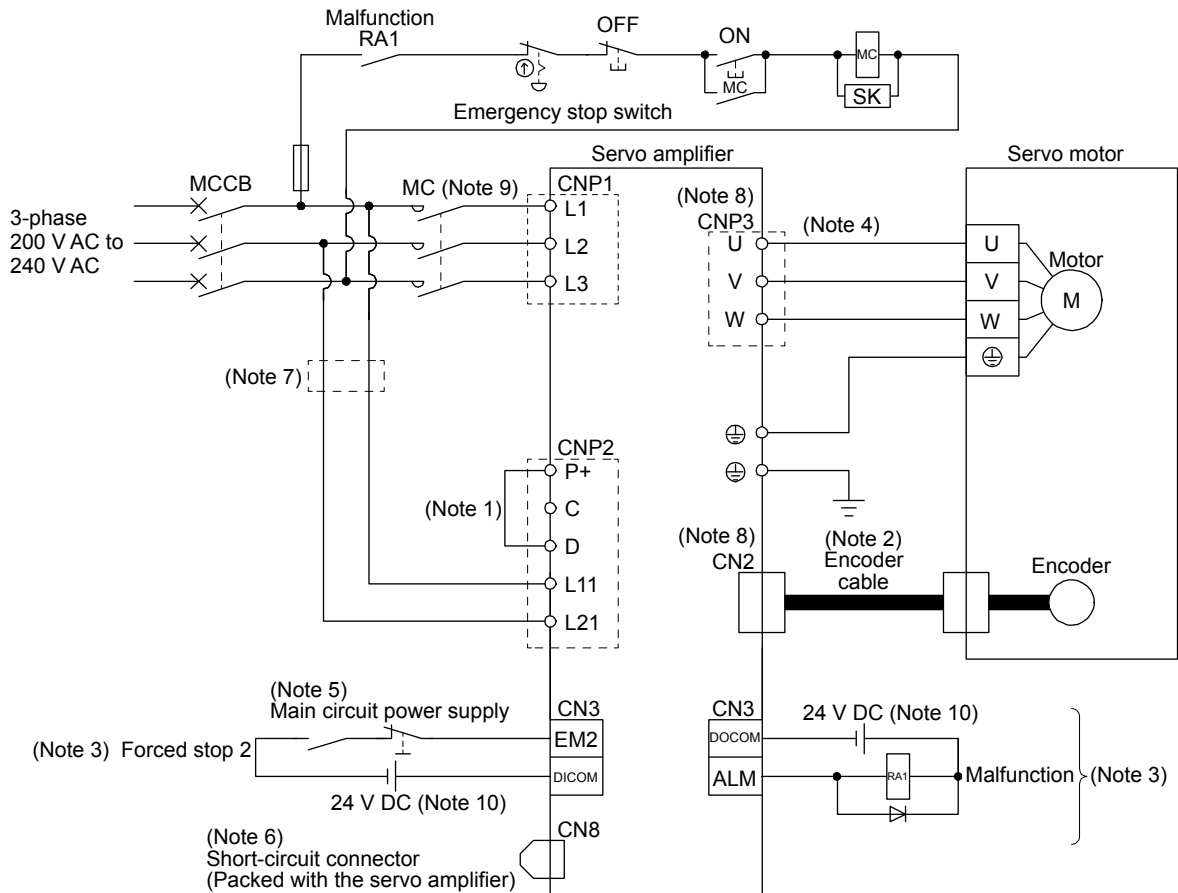 Malfunction
RA1
OFF
ON
MC
MC
SK
Emergency stop switch
Servo amplifier
Servo motor
MCCB
MC (Note 9)
CNP1
L1
L2
L3
3-phase
200 V AC to
240 V AC
(Note 8)
CNP3
U
V
W
(Note 4)
U
V
W
Motor
M
(Note 7)
CNP2
P+
C
D
L11
L21
(Note 1)
(Note 8)
CN2
(Note 2)
Encoder
cable
Encoder
(Note 5)
Main circuit power supply
(Note 3) Forced stop 2
24 V DC (Note 10)
CN3
EM2
DICOM
CN3
DOCOM
ALM
24 V DC (Note 10)
RA1
Malfunction
(Note 3)
(Note 6)
Short-circuit connector
(Packed with the servo amplifier)
CN8